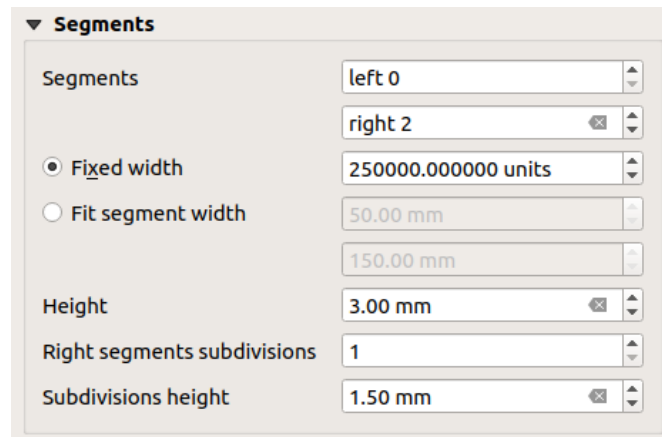 Segments
Segments left 0
right 2
Fixed width 250000.000000 units
Fit segment width 50.00 mm
150.00 mm
Height 3.00 mm
Right segments subdivisions 1
Subdivisions height 1.50 mm